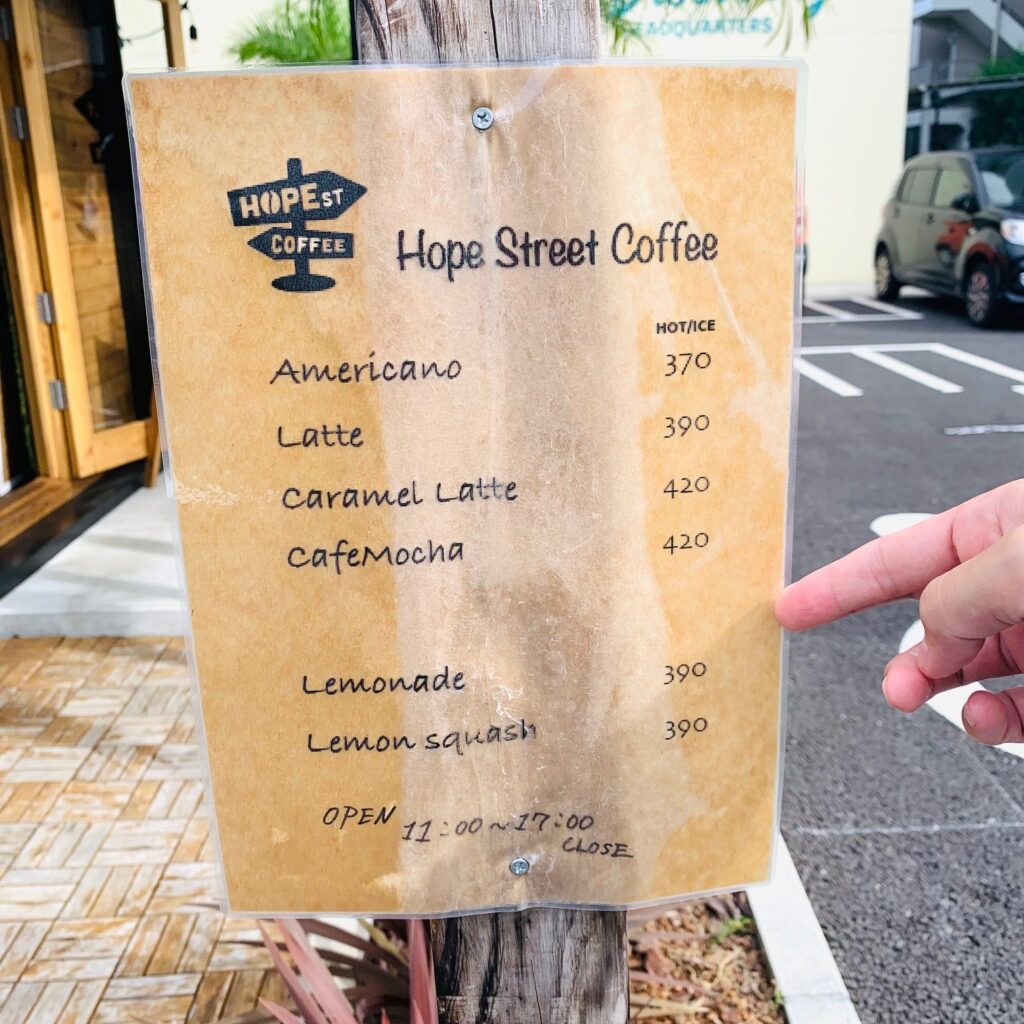 HEADQUARTERS
HOPE ST
COFFEE
Hope Street Coffee
HOT/ICE
Americano 370
Latte 390
Caramel Latte 420
CafeMocha 420
Lemonade 390
Lemon squash 390
OPEN 11:00~17:00
CLOSE